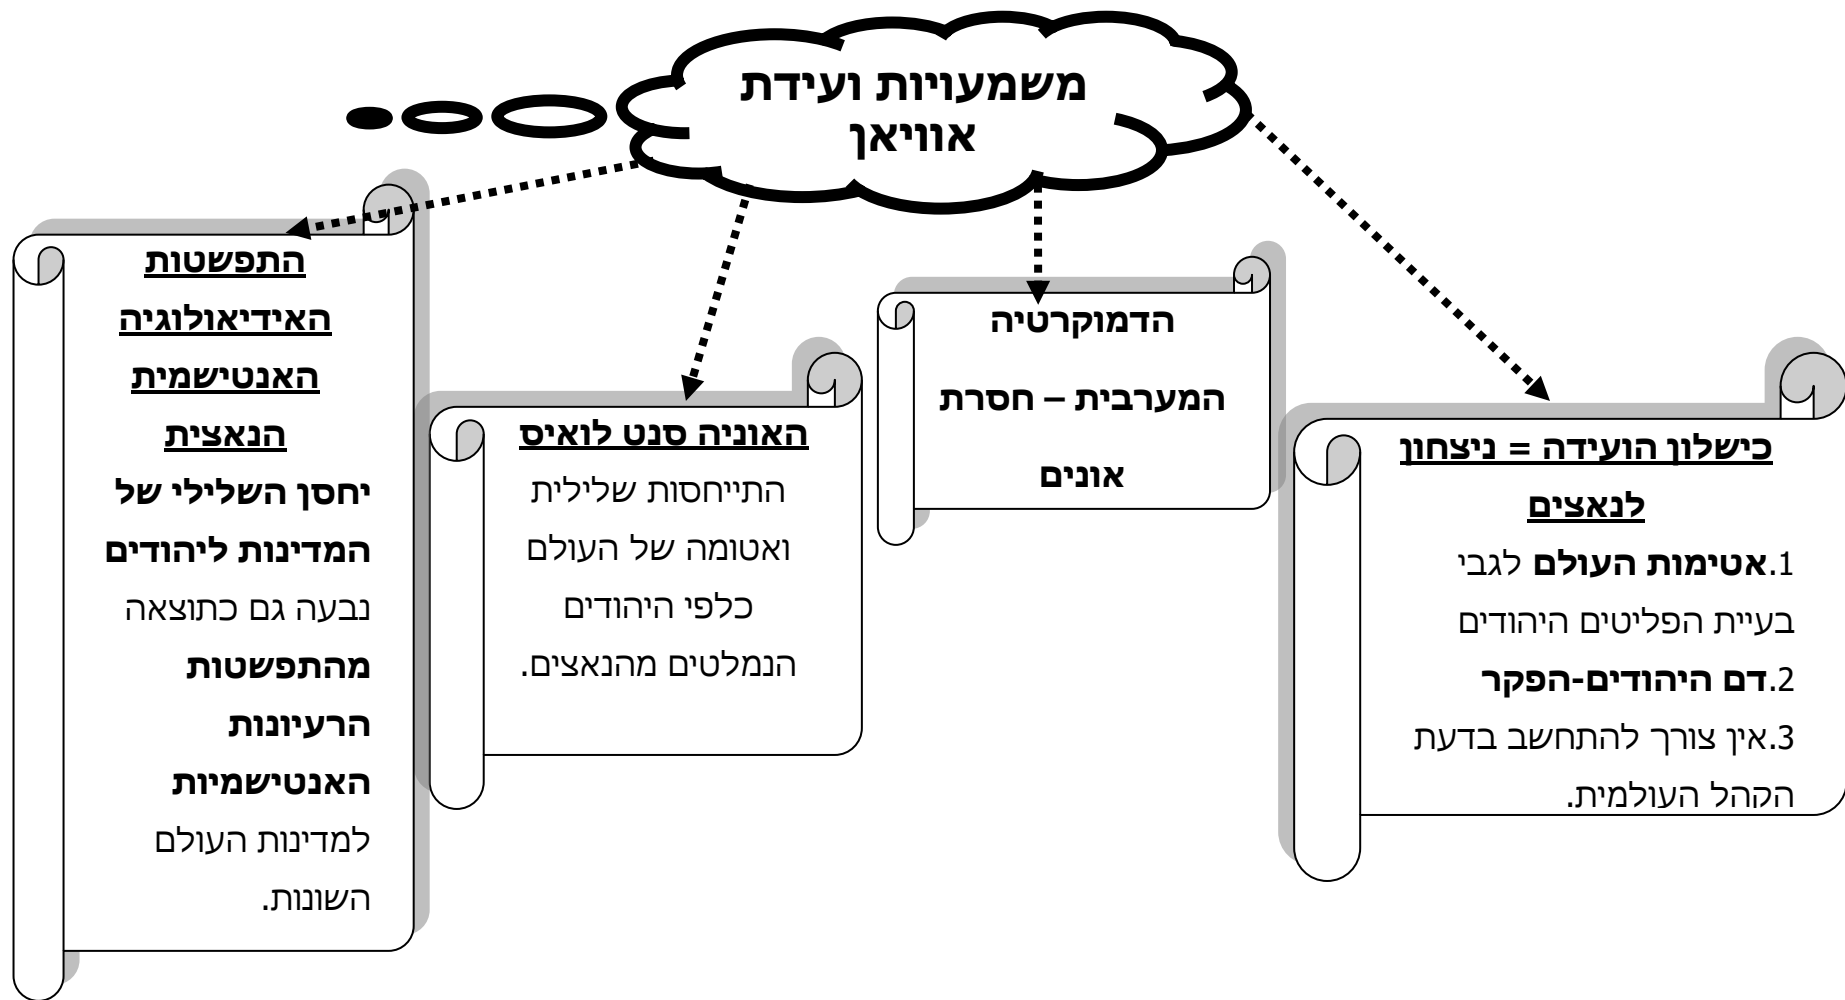 משמעויות ועידת
אוויאן
כישלון הועידה = ניצחון
לנאצים
1.אטימות העולם לגבי
בעיית הפליטים היהודים
2.דם היהודים-הפקר
3.אין צורך להתחשב בדעת
הקהל העולמית.
הדמוקרטיה
המערבית – חסרת
אונים
האוניה סנט לואיס
התייחסות שלילית
ואטומה של העולם
כלפי היהודים
הנמלטים מהנאצים.
התפשטות
האידיאולוגיה
האנטישמית
הנאצית
יחסן השלילי של
המדינות ליהודים
נבעה גם כתוצאה
מהתפשטות
הרעיונות
האנטישמיות
למדינות העולם
השונות.